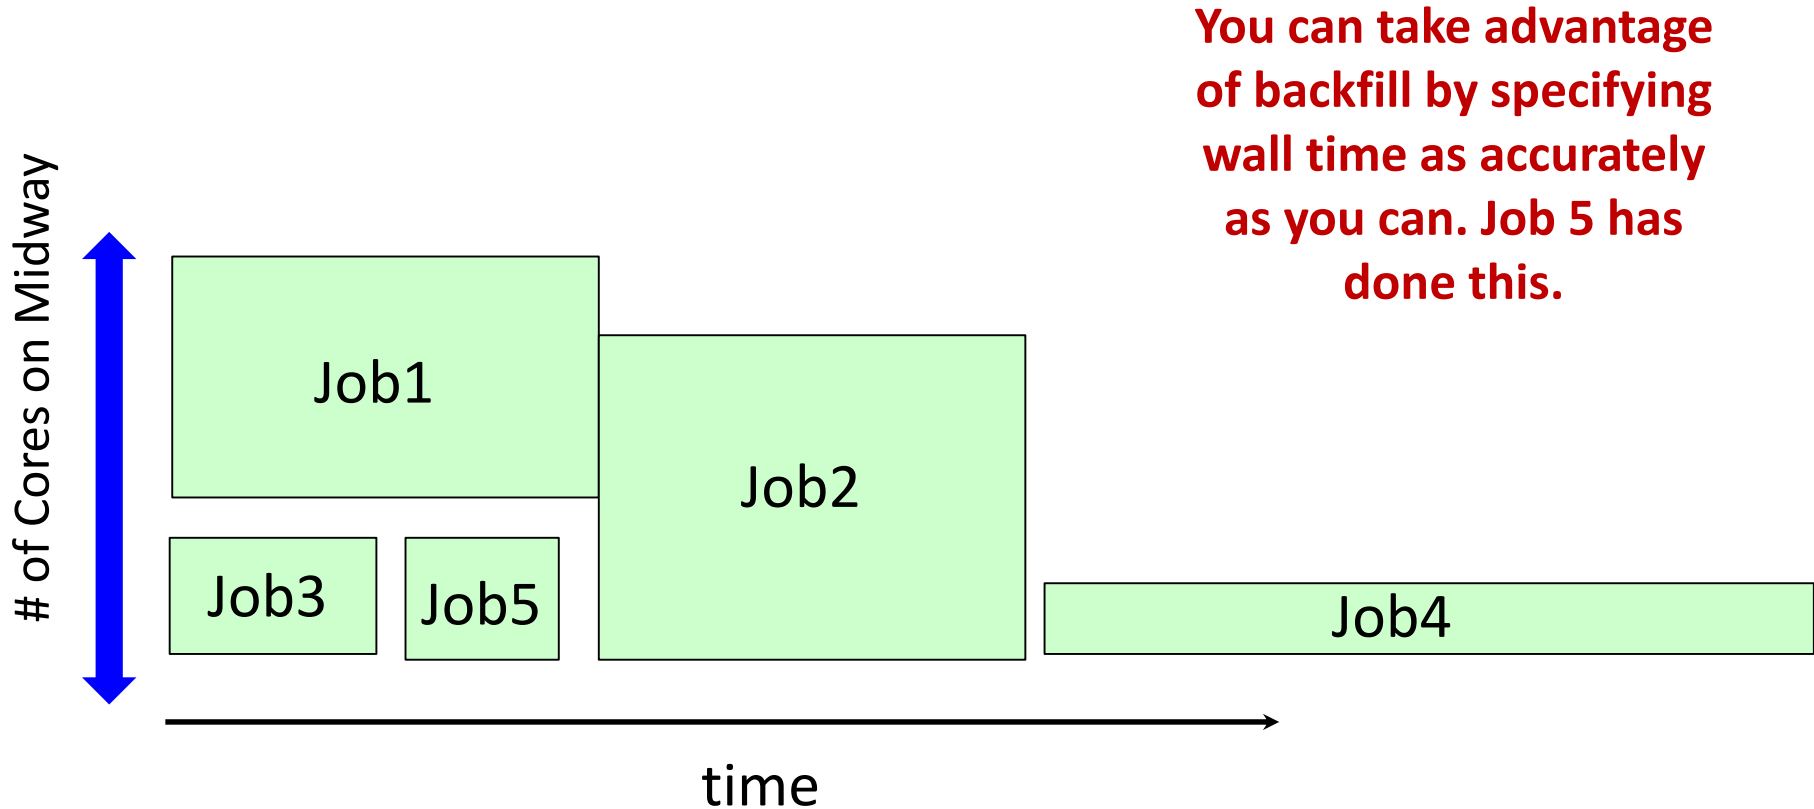 You can take advantage
of backfill by specifying
wall time as accurately
as you can. Job 5 has
done this.
# of Cores on Midway
Job1
Job2
Job3
Job5
Job4
time